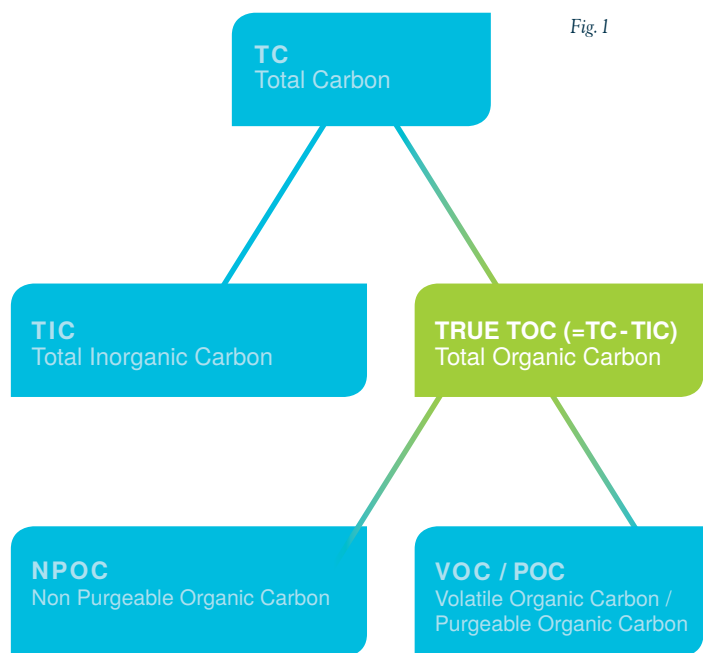 Fig. 1
TC
Total Carbon
TIC
Total Inorganic Carbon
TRUE TOC (=TC-TIC)
Total Organic Carbon
NPOC
Non Purgeable Organic Carbon
VOC / POC
Volatile Organic Carbon /
Purgeable Organic Carbon